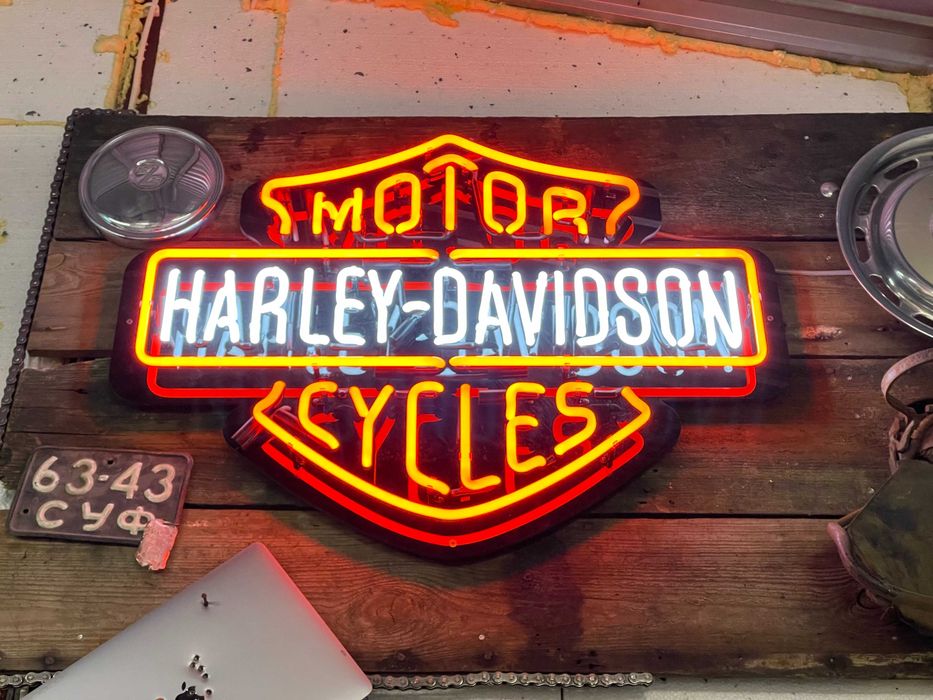 MOTOR
HARLEY-DAVIDSON
CYCLES
63-43
СУФ